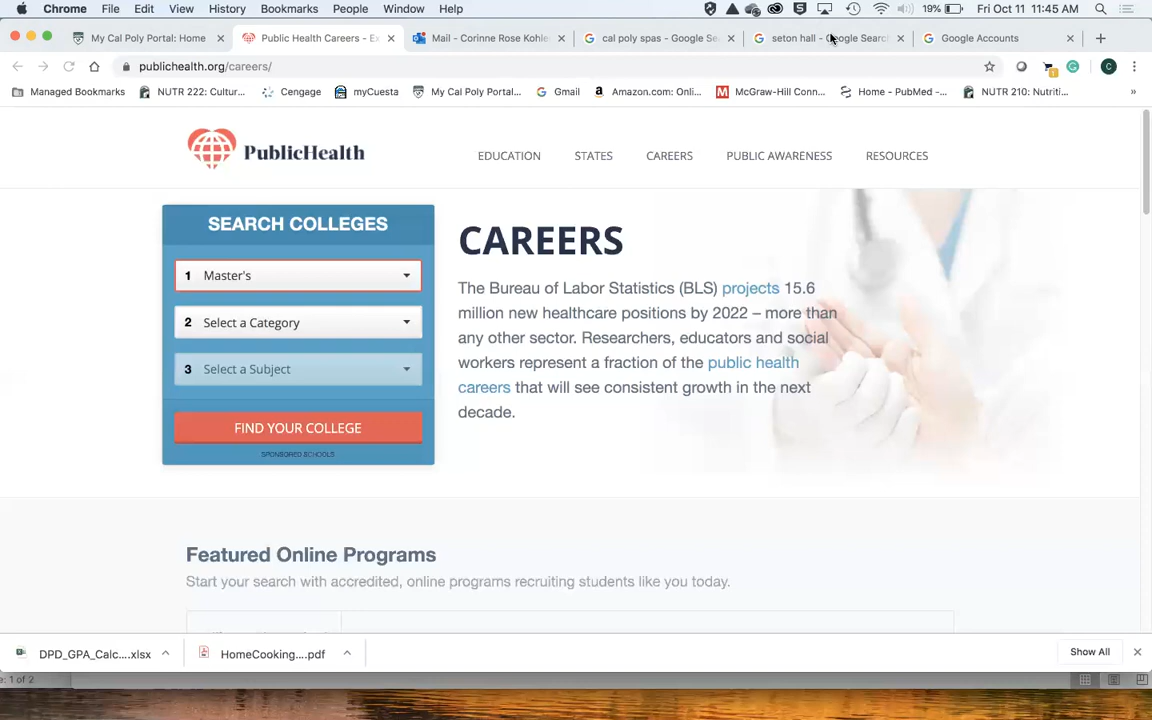 Chrome File Edit View History Bookmarks People Window Help 19% Fri Oct 11 11:45 AM
My Cal Poly Portal: Home Public Health Careers - Ex Mail - Corinne Rose Kohle cal poly spas - Google Se seton hall - Google Search Google Accounts
publichealth.org/careers/
Managed Bookmarks NUTR 222: Cultur... Cengage myCuesta My Cal Poly Portal... Gmail Amazon.com: Onli... McGraw-Hill Conn... Home - PubMed -... NUTR 210: Nutriti... »
PublicHealth EDUCATION STATES CAREERS PUBLIC AWARENESS RESOURCES
SEARCH COLLEGES
1 Master's
2 Select a Category
3 Select a Subject
FIND YOUR COLLEGE
SPONSORED SCHOOLS
CAREERS
The Bureau of Labor Statistics (BLS) projects 15.6
million new healthcare positions by 2022 – more than
any other sector. Researchers, educators and social
workers represent a fraction of the public health
careers that will see consistent growth in the next
decade.
Featured Online Programs
Start your search with accredited, online programs recruiting students like you today.
DPD_GPA_Calc....xlsx HomeCooking....pdf Show All
e: 1 of 2